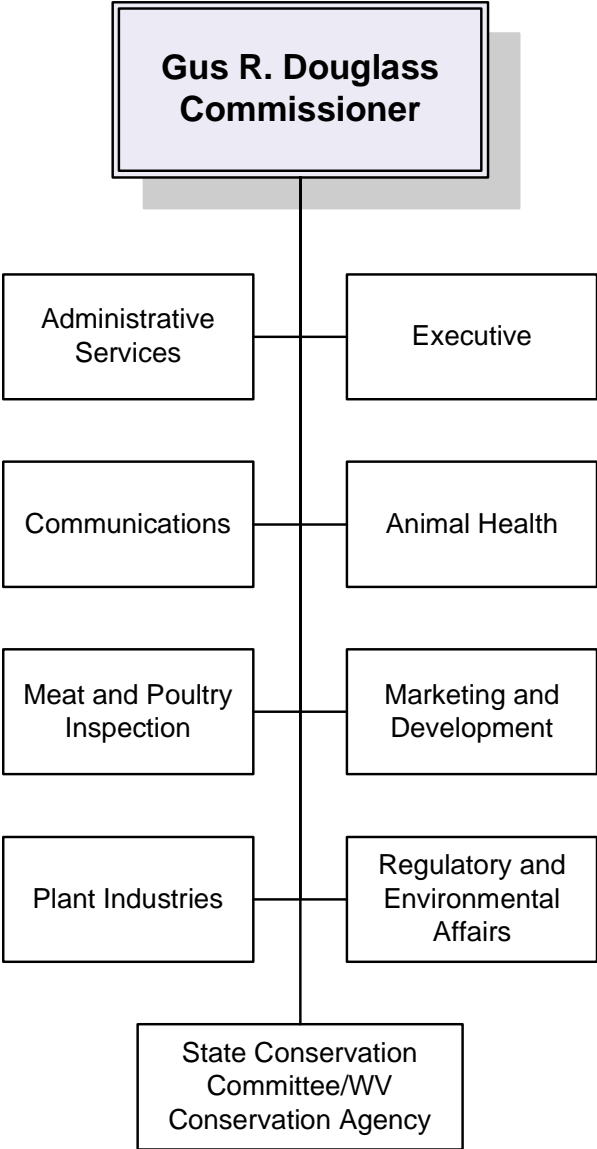 Gus R. Douglass
Commissioner
Administrative
Services
Executive
Communications
Animal Health
Meat and Poultry
Inspection
Marketing and
Development
Plant Industries
Regulatory and
Environmental
Affairs
State Conservation
Committee/WV
Conservation Agency